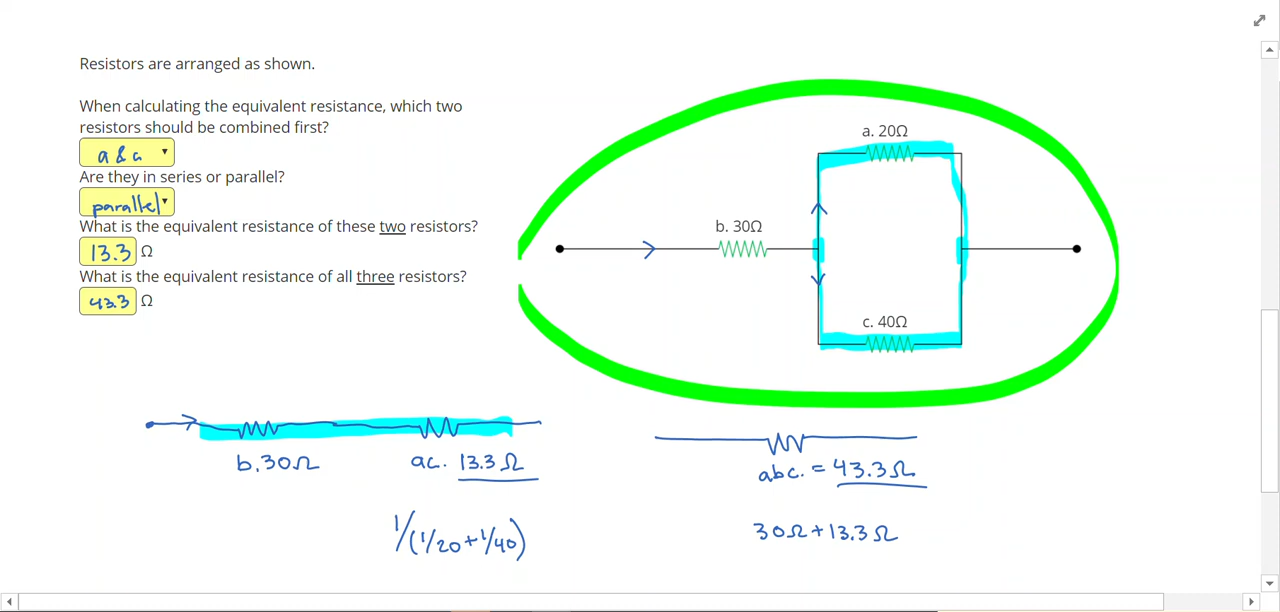 Resistors are arranged as shown.
When calculating the equivalent resistance, which two
resistors should be combined first?
a & c
Are they in series or parallel?
parallel
What is the equivalent resistance of these two resistors?
13.3 Ω
What is the equivalent resistance of all three resistors?
43.3 Ω
a. 20Ω
b. 30Ω
c. 40Ω
b. 30Ω
ac. 13.3Ω
1/(1/20+1/40)
abc. = 43.3Ω
30Ω+13.3Ω